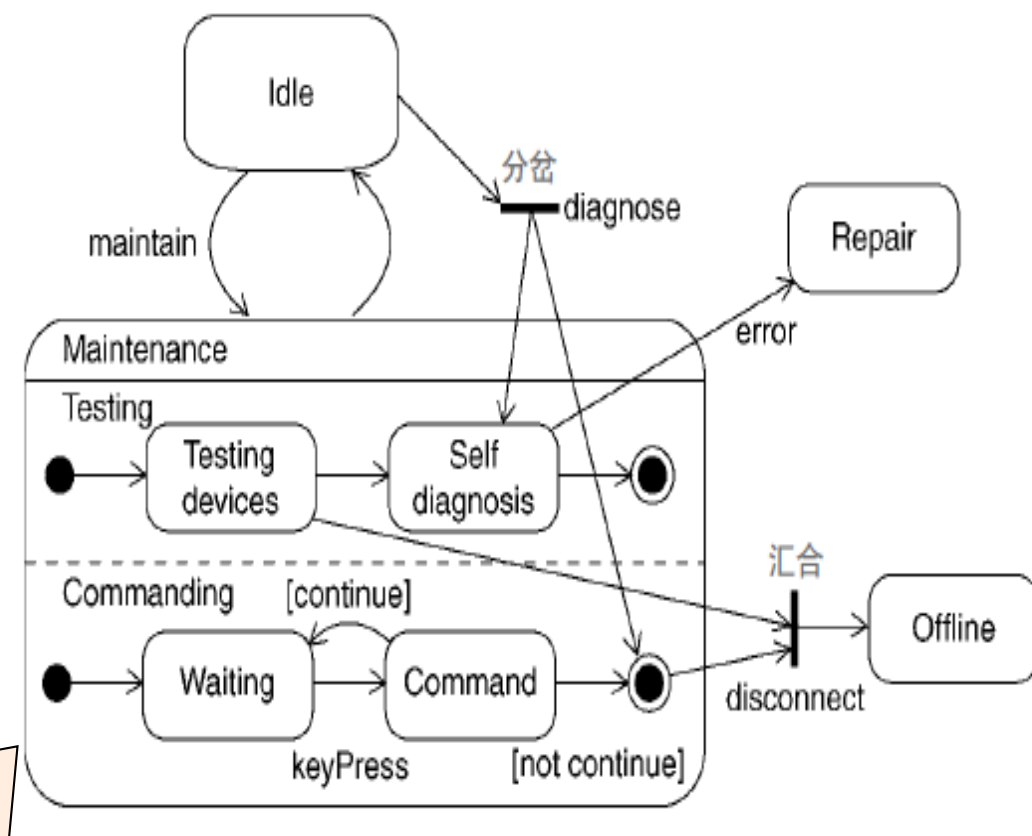 Idle
分岔
diagnose
maintain
Repair
error
Maintenance
Testing
Testing
devices
Self
diagnosis
汇合
Commanding
[continue]
Waiting
Command
Offline
disconnect
keyPress
[not continue]